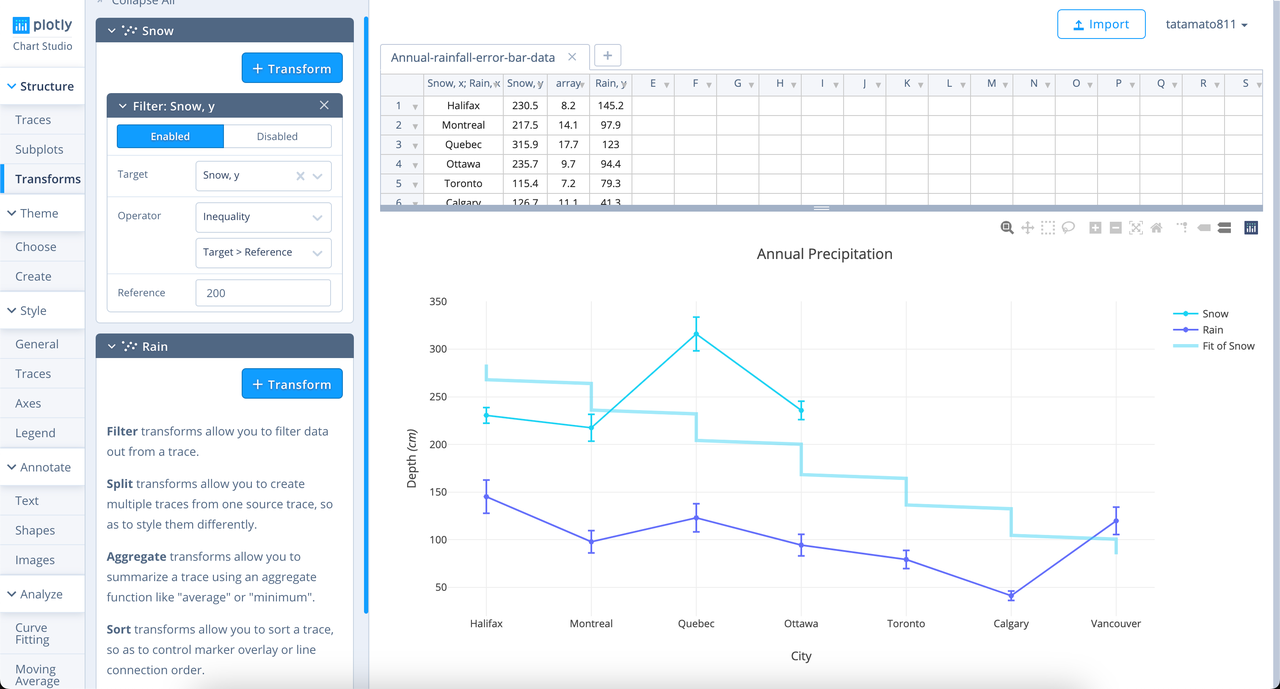 Collapse All
plotly
Chart Studio
Structure
Traces
Subplots
Transforms
Theme
Choose
Create
Style
General
Traces
Axes
Legend
Annotate
Text
Shapes
Images
Analyze
Curve
Fitting
Moving
Average
Snow
+ Transform
Filter: Snow, y
Enabled Disabled
Target Snow, y
Operator Inequality
Target > Reference
Reference 200
Rain
+ Transform
Filter transforms allow you to filter data
out from a trace.
Split transforms allow you to create
multiple traces from one source trace, so
as to style them differently.
Aggregate transforms allow you to
summarize a trace using an aggregate
function like "average" or "minimum".
Sort transforms allow you to sort a trace,
so as to control marker overlay or line
connection order.
Import tatamato811
Annual-rainfall-error-bar-data
Snow, x; Rain, x Snow, y array Rain, y E F G H I J K L M N O P Q R S
1 Halifax 230.5 8.2 145.2
2 Montreal 217.5 14.1 97.9
3 Quebec 315.9 17.7 123
4 Ottawa 235.7 9.7 94.4
5 Toronto 115.4 7.2 79.3
6 Calgary 126.7 11.1 41.3
Annual Precipitation
350
300
250
200
150
100
50
Depth (cm)
Halifax Montreal Quebec Ottawa Toronto Calgary Vancouver
City
Snow
Rain
Fit of Snow